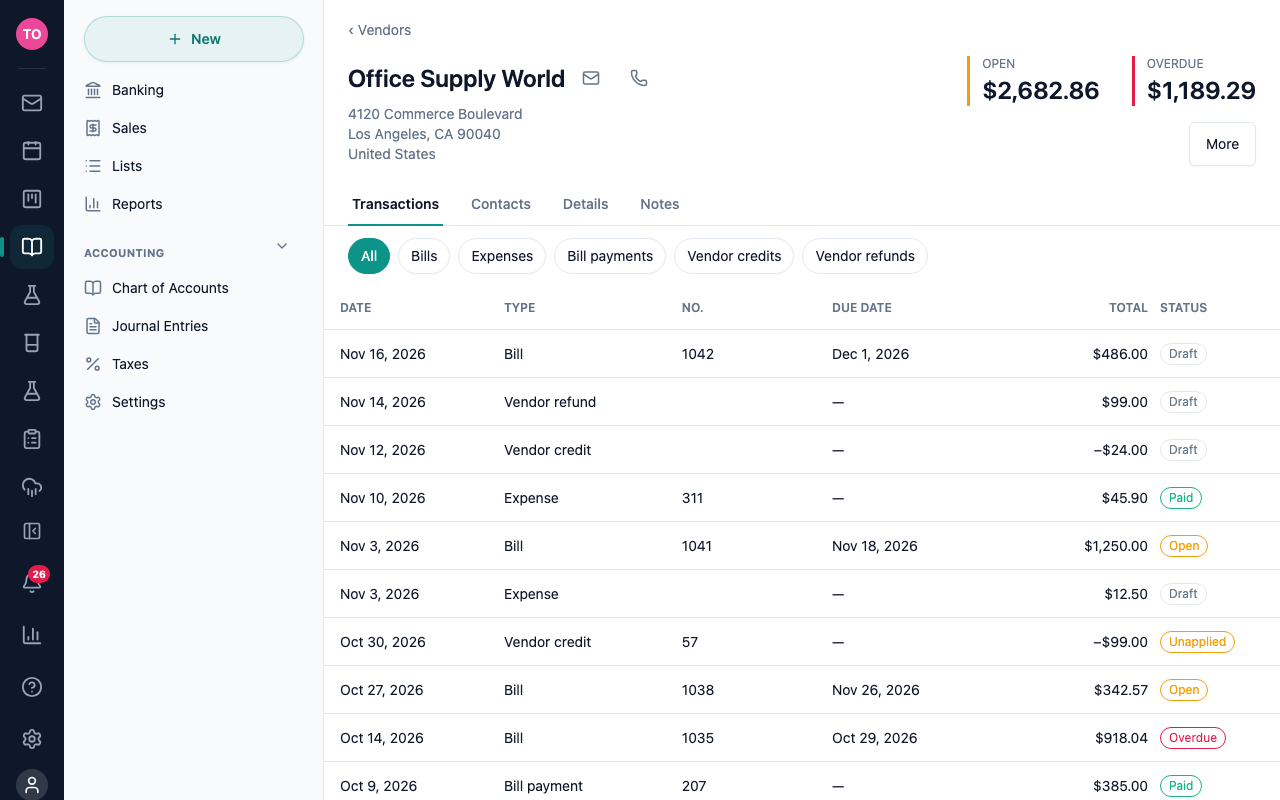 TO
26
New
Banking
Sales
Lists
Reports
ACCOUNTING
Chart of Accounts
Journal Entries
Taxes
Settings
‹ Vendors
Office Supply World
4120 Commerce Boulevard
Los Angeles, CA 90040
United States
OPEN
$2,682.86
OVERDUE
$1,189.29
More
Transactions Contacts Details Notes
All Bills Expenses Bill payments Vendor credits Vendor refunds
DATE TYPE NO. DUE DATE TOTAL STATUS
Nov 16, 2026 Bill 1042 Dec 1, 2026 $486.00 Draft
Nov 14, 2026 Vendor refund — $99.00 Draft
Nov 12, 2026 Vendor credit — –$24.00 Draft
Nov 10, 2026 Expense 311 — $45.90 Paid
Nov 3, 2026 Bill 1041 Nov 18, 2026 $1,250.00 Open
Nov 3, 2026 Expense — $12.50 Draft
Oct 30, 2026 Vendor credit 57 — –$99.00 Unapplied
Oct 27, 2026 Bill 1038 Nov 26, 2026 $342.57 Open
Oct 14, 2026 Bill 1035 Oct 29, 2026 $918.04 Overdue
Oct 9, 2026 Bill payment 207 — $385.00 Paid